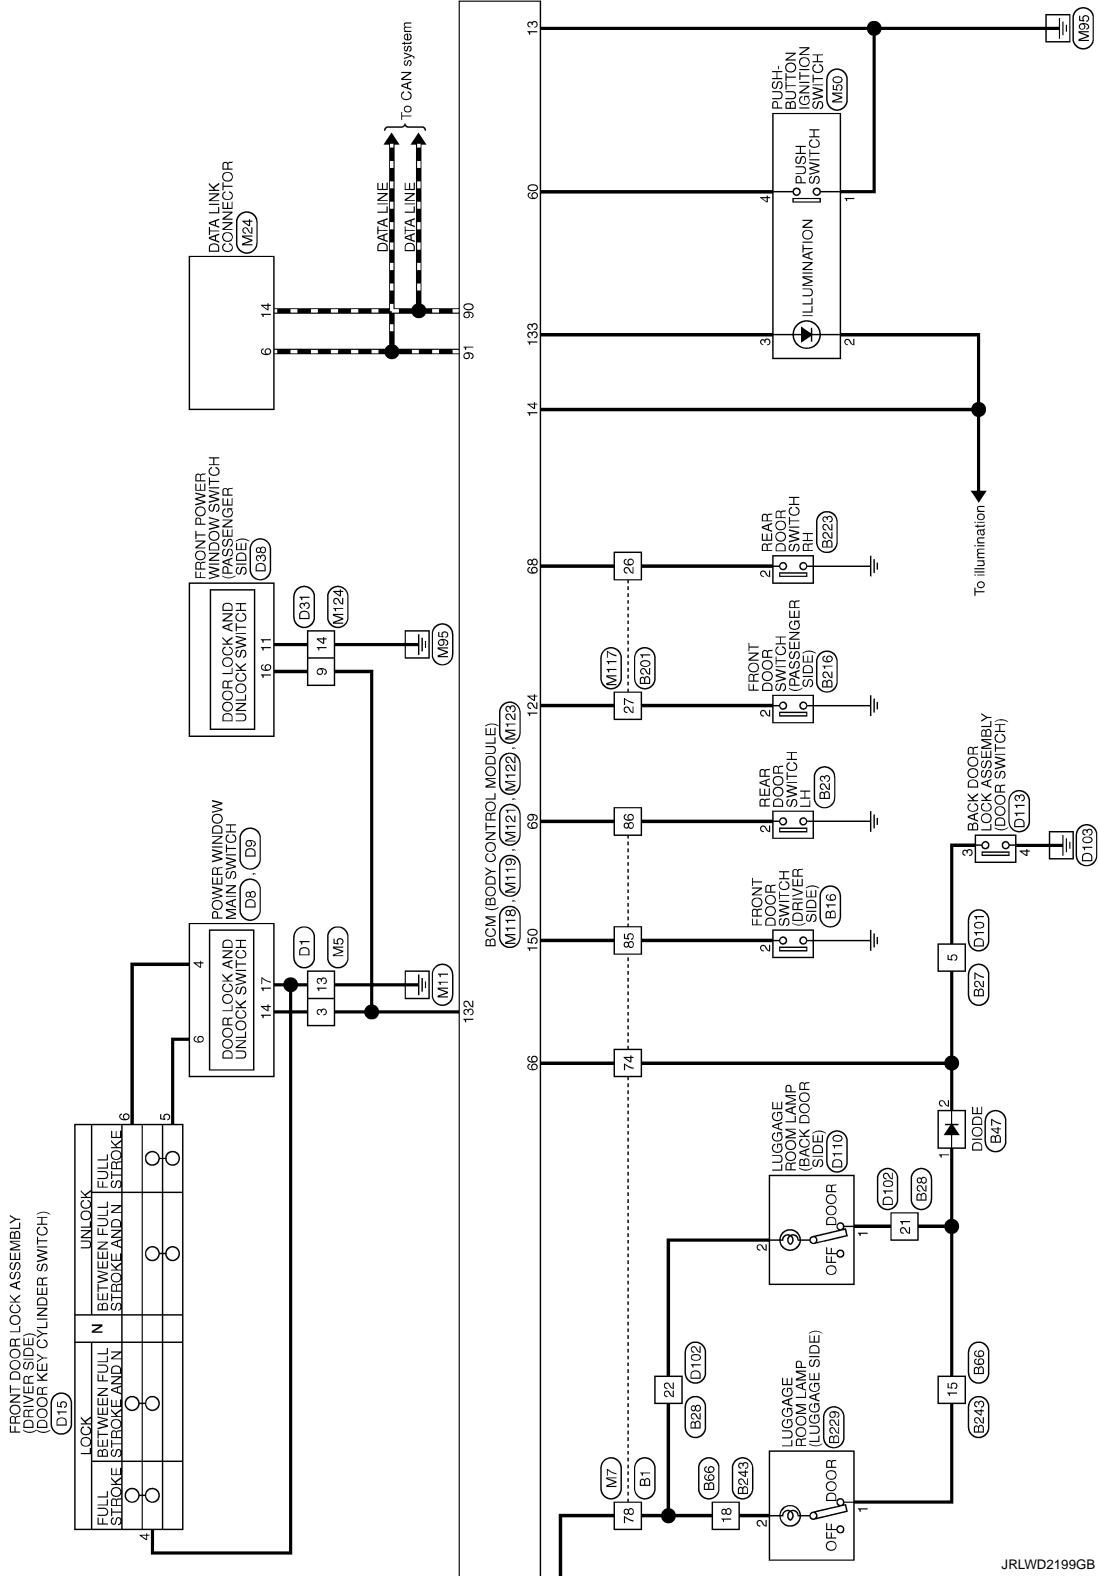 FRONT DOOR LOCK ASSEMBLY
(DRIVER SIDE)
(DOOR KEY CYLINDER SWITCH)
D15
LOCK
N
UNLOCK
FULL
STROKE
BETWEEN FULL
STROKE AND N
BETWEEN FULL
STROKE AND N
FULL
STROKE
4
6
5
POWER WINDOW
MAIN SWITCH
D8 , D9
DOOR LOCK AND
UNLOCK SWITCH
6
4
14
17
3
13
D1
M5
M11
FRONT POWER
WINDOW SWITCH
(PASSENGER
SIDE)
D38
DOOR LOCK AND
UNLOCK SWITCH
16
11
9
14
D31
M124
M95
DATA LINK
CONNECTOR
M24
6
14
DATA LINE
DATA LINE
To CAN system
132
91
90
BCM (BODY CONTROL MODULE)
M118 , M119 , M121 , M122 , M123
66
150
69
124
68
14
133
60
13
78
M7
B1
74
85
86
27
M117
B201
26
22
D102
B28
18
B66
B243
LUGGAGE
ROOM LAMP
(LUGGAGE SIDE)
B229
2
OFF
DOOR
1
LUGGAGE
ROOM LAMP
(BACK DOOR
SIDE)
D110
2
OFF
DOOR
1
21
D102
B28
15
B66
B243
1
2
DIODE
B47
5
D101
B27
BACK DOOR
LOCK ASSEMBLY
(DOOR SWITCH)
D113
3
4
D103
FRONT
DOOR
SWITCH
(DRIVER
SIDE)
B16
2
REAR
DOOR
SWITCH
LH
B23
2
FRONT
DOOR
SWITCH
(PASSENGER
SIDE)
B216
2
REAR
DOOR
SWITCH
RH
B223
2
To illumination
PUSH-
BUTTON
IGNITION
SWITCH
M50
3
4
ILLUMINATION
PUSH
SWITCH
2
1
M95
JRLWD2199GB